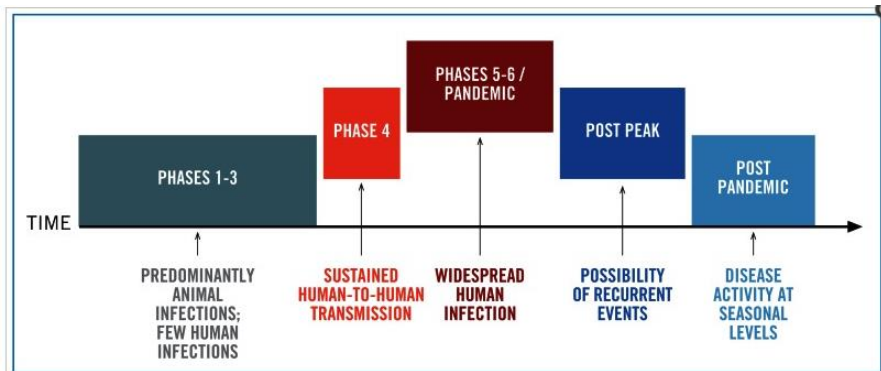 PHASES 5-6 /
PANDEMIC
PHASE 4
POST PEAK
PHASES 1-3
POST
PANDEMIC
TIME
PREDOMINANTLY
ANIMAL
INFECTIONS;
FEW HUMAN
INFECTIONS
SUSTAINED
HUMAN-TO-HUMAN
TRANSMISSION
WIDESPREAD
HUMAN
INFECTION
POSSIBILITY
OF RECURRENT
EVENTS
DISEASE
ACTIVITY AT
SEASONAL
LEVELS